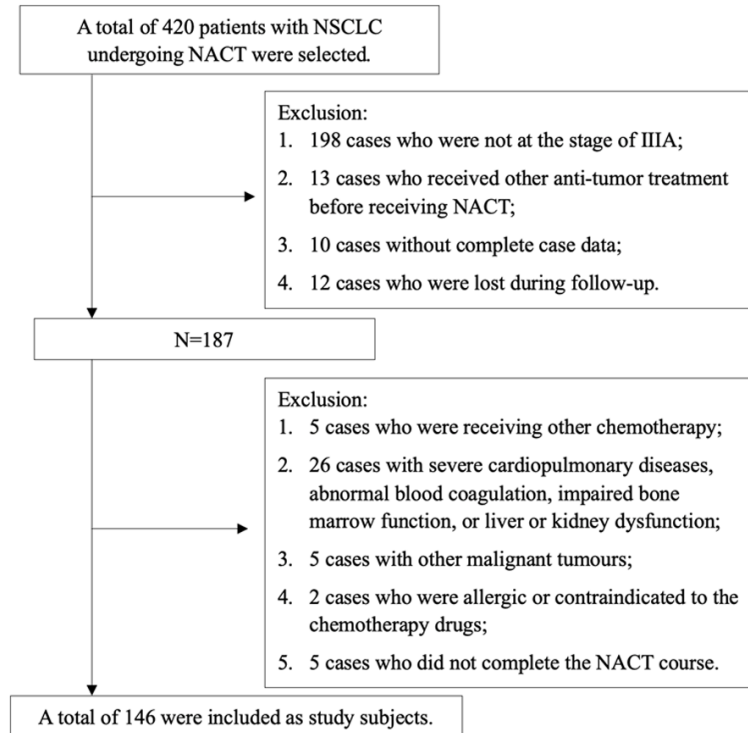 A total of 420 patients with NSCLC
undergoing NACT were selected.
Exclusion:
1. 198 cases who were not at the stage of IIIA;
2. 13 cases who received other anti-tumor treatment
before receiving NACT;
3. 10 cases without complete case data;
4. 12 cases who were lost during follow-up.
N=187
Exclusion:
1. 5 cases who were receiving other chemotherapy;
2. 26 cases with severe cardiopulmonary diseases,
abnormal blood coagulation, impaired bone
marrow function, or liver or kidney dysfunction;
3. 5 cases with other malignant tumours;
4. 2 cases who were allergic or contraindicated to the
chemotherapy drugs;
5. 5 cases who did not complete the NACT course.
A total of 146 were included as study subjects.